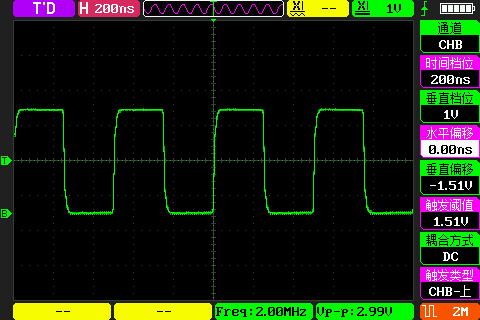 T'D H 200ns X1 -- X1 1V
通道
CHB
时间档位
200ns
垂直档位
1V
水平偏移
0.00ns
垂直偏移
-1.51V
触发阈值
1.51V
耦合方式
DC
触发类型
CHB-上
T
B
-- -- Freq:2.00MHz Vp-p:2.99V 2M